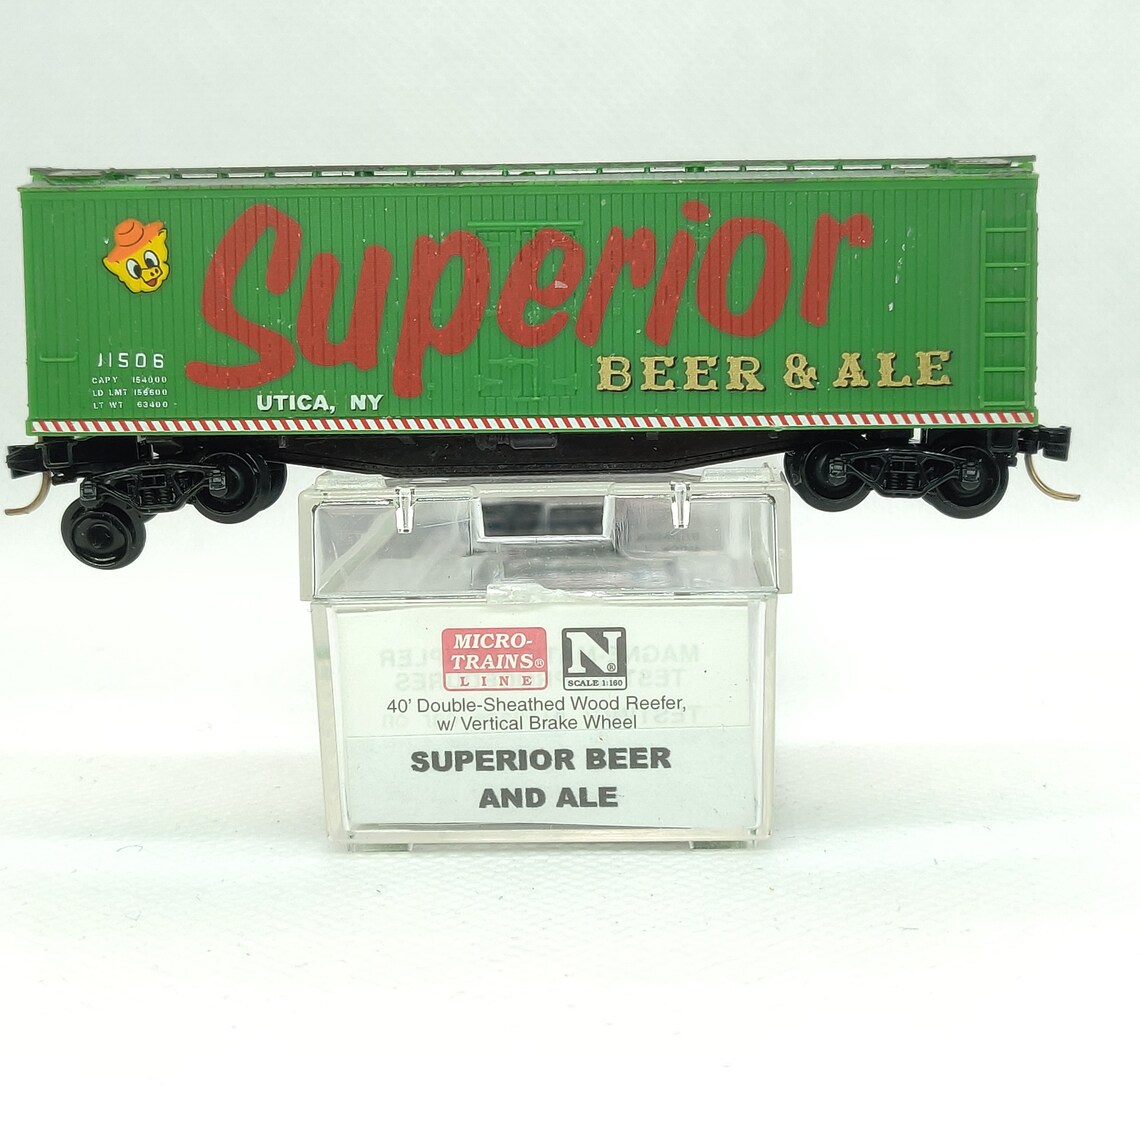 Superior
BEER & ALE
11506
CAPY 154000
LD LMT 156600
LT WT 63400
UTICA, NY
MICRO-
TRAINS®
LINE
N®
SCALE 1:160
40' Double-Sheathed Wood Reefer,
w/ Vertical Brake Wheel
SUPERIOR BEER
AND ALE